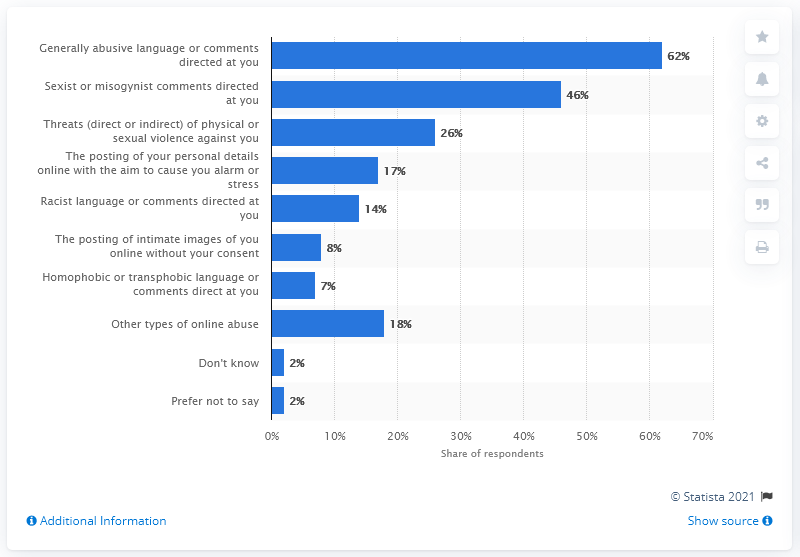 Generally abusive language or comments
directed at you
62%
Sexist or misogynist comments directed
at you
46%
Threats (direct or indirect) of physical or
sexual violence against you
26%
The posting of your personal details
online with the aim to cause you alarm or
stress
17%
Racist language or comments directed at
you
14%
The posting of intimate images of you
online without your consent
8%
Homophobic or transphobic language or
comments direct at you
7%
Other types of online abuse
18%
Don't know
2%
Prefer not to say
2%
0% 10% 20% 30% 40% 50% 60% 70%
Share of respondents
© Statista 2021
Additional Information
Show source